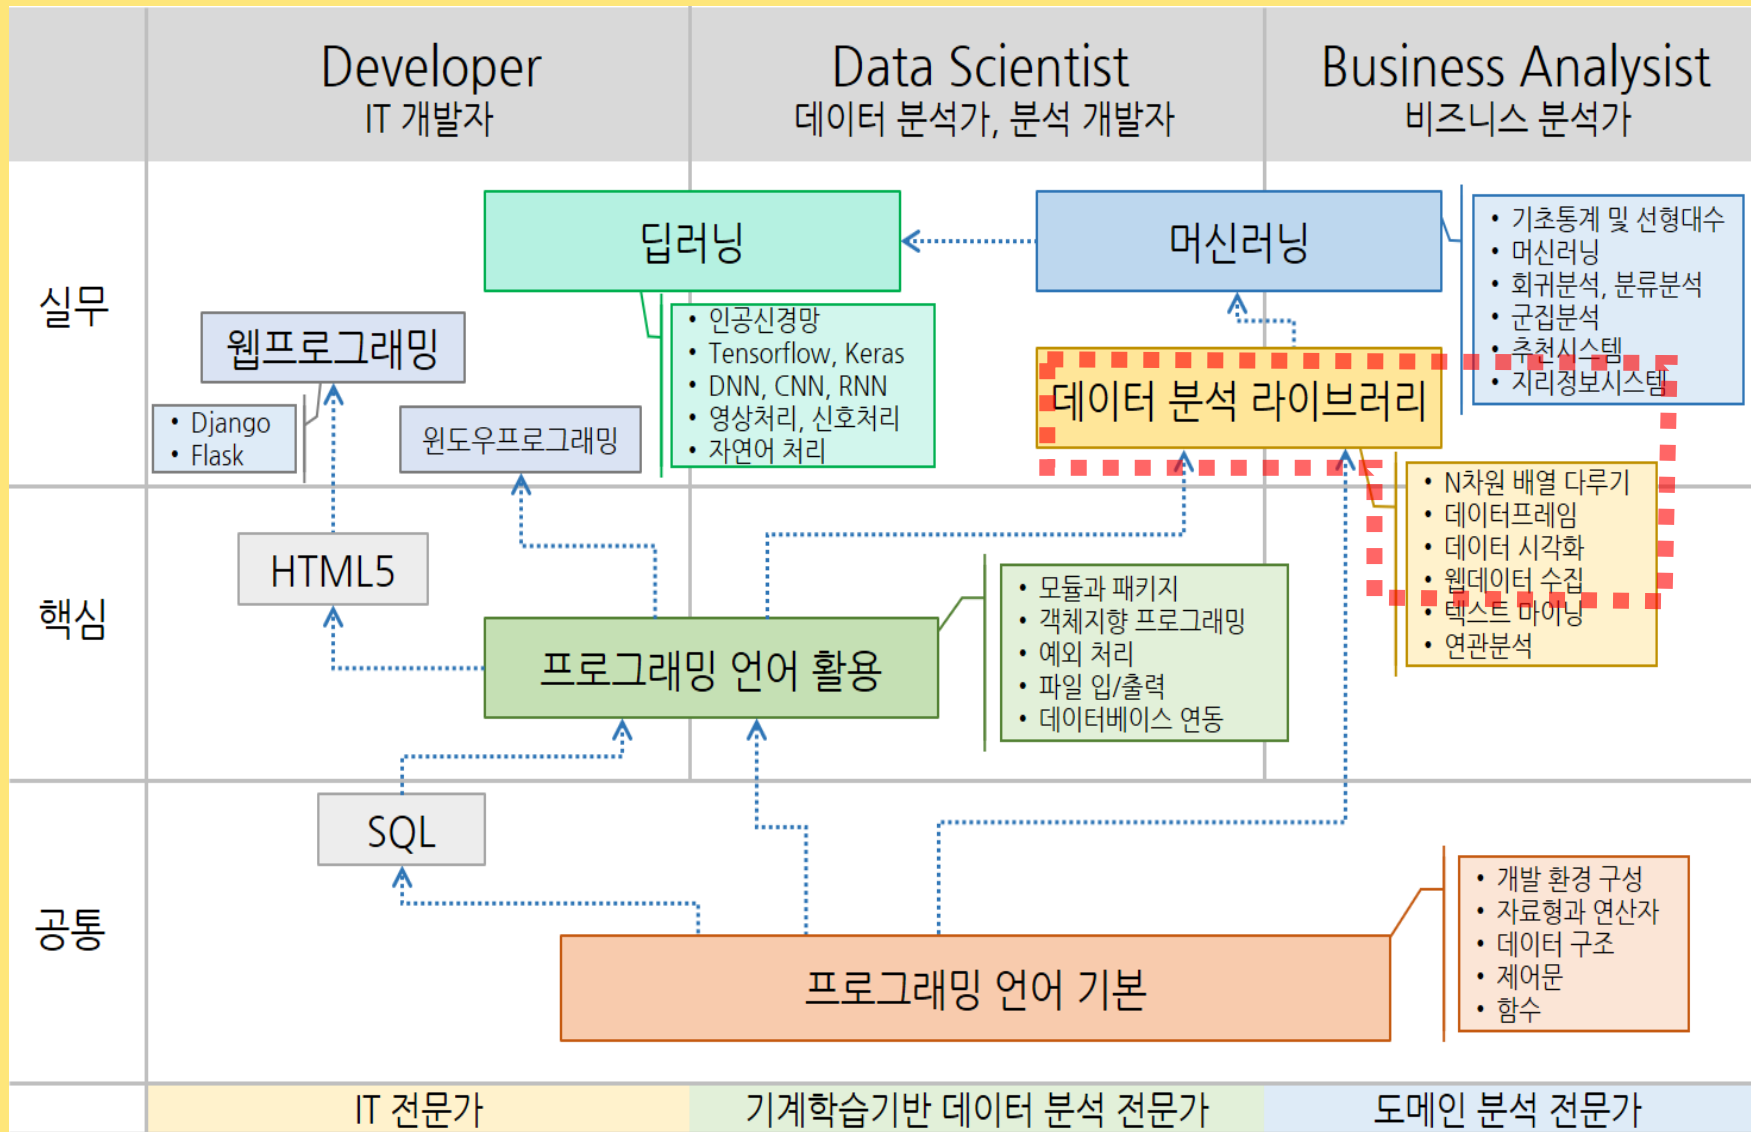 Developer
IT 개발자
Data Scientist
데이터 분석가, 분석 개발자
Business Analysist
비즈니스 분석가
실무
딥러닝
• 인공신경망
• Tensorflow, Keras
• DNN, CNN, RNN
• 영상처리, 신호처리
• 자연어 처리
머신러닝
• 기초통계 및 선형대수
• 머신러닝
• 회귀분석, 분류분석
• 군집분석
• 추천시스템
• 지리정보시스템
웹프로그래밍
• Django
• Flask
윈도우프로그래밍
데이터 분석 라이브러리
• N차원 배열 다루기
• 데이터프레임
• 데이터 시각화
• 웹데이터 수집
• 텍스트 마이닝
• 연관분석
핵심
HTML5
프로그래밍 언어 활용
• 모듈과 패키지
• 객체지향 프로그래밍
• 예외 처리
• 파일 입/출력
• 데이터베이스 연동
공통
SQL
프로그래밍 언어 기본
• 개발 환경 구성
• 자료형과 연산자
• 데이터 구조
• 제어문
• 함수
IT 전문가
기계학습기반 데이터 분석 전문가
도메인 분석 전문가